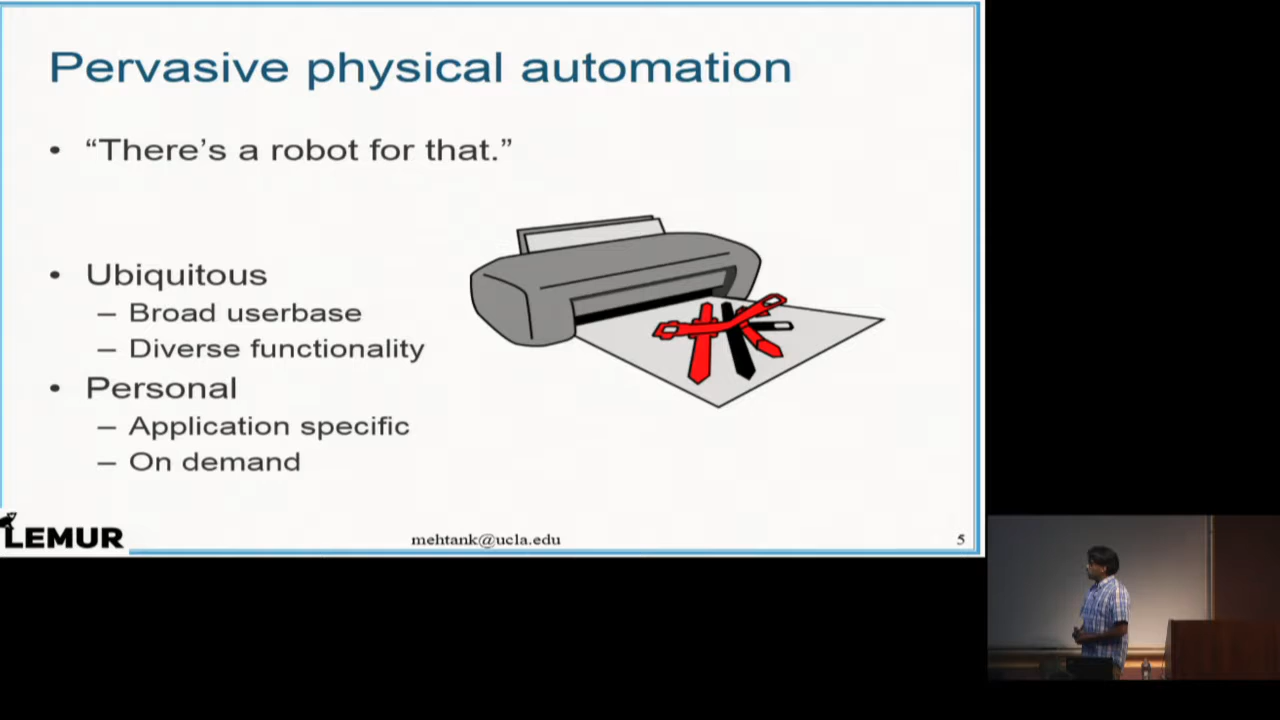 Pervasive physical automation
• “There’s a robot for that.”
• Ubiquitous
– Broad userbase
– Diverse functionality
• Personal
– Application specific
– On demand
LEMUR
mehtank@ucla.edu
5